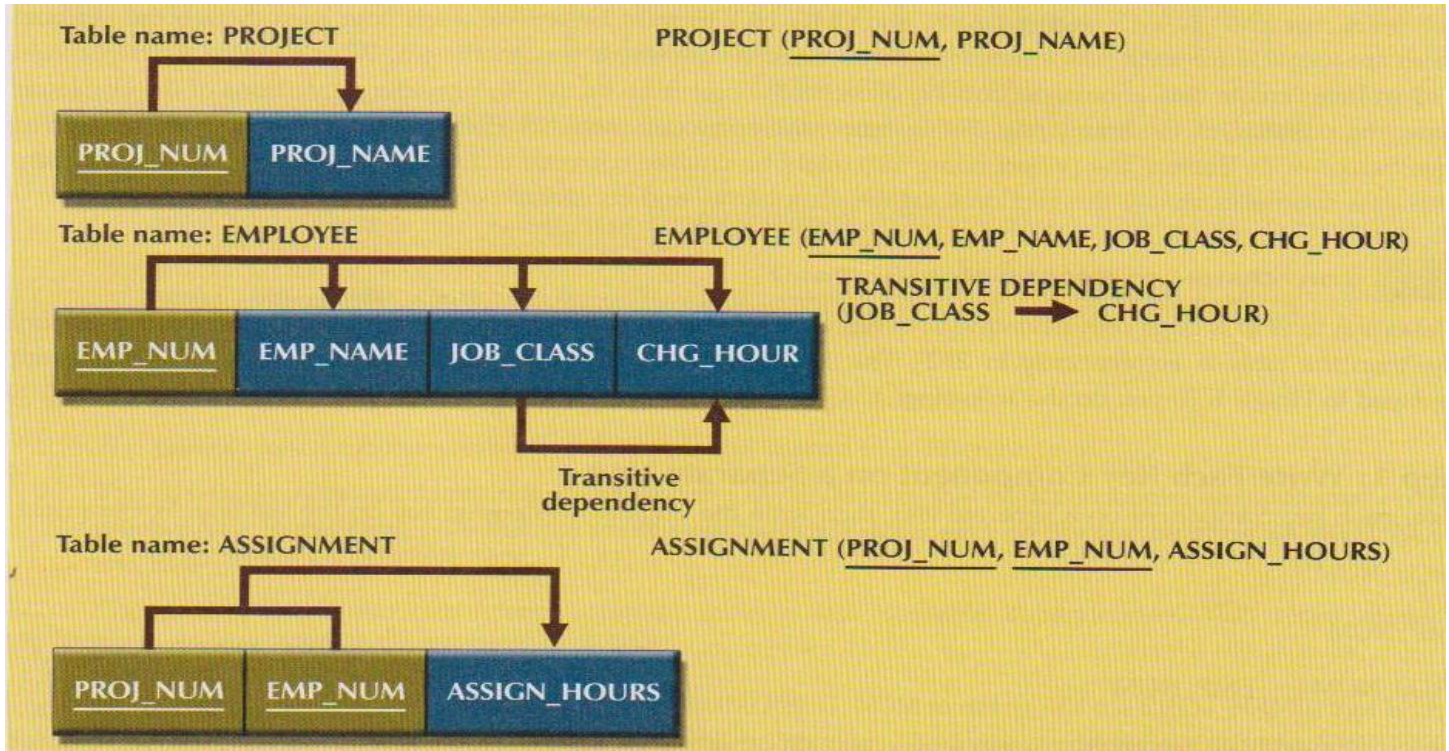 Table name: PROJECT
PROJECT (PROJ_NUM, PROJ_NAME)
PROJ_NUM PROJ_NAME
Table name: EMPLOYEE
EMPLOYEE (EMP_NUM, EMP_NAME, JOB_CLASS, CHG_HOUR)
TRANSITIVE DEPENDENCY
(JOB_CLASS CHG_HOUR)
EMP_NUM EMP_NAME JOB_CLASS CHG_HOUR
Transitive
dependency
Table name: ASSIGNMENT
ASSIGNMENT (PROJ_NUM, EMP_NUM, ASSIGN_HOURS)
PROJ_NUM EMP_NUM ASSIGN_HOURS